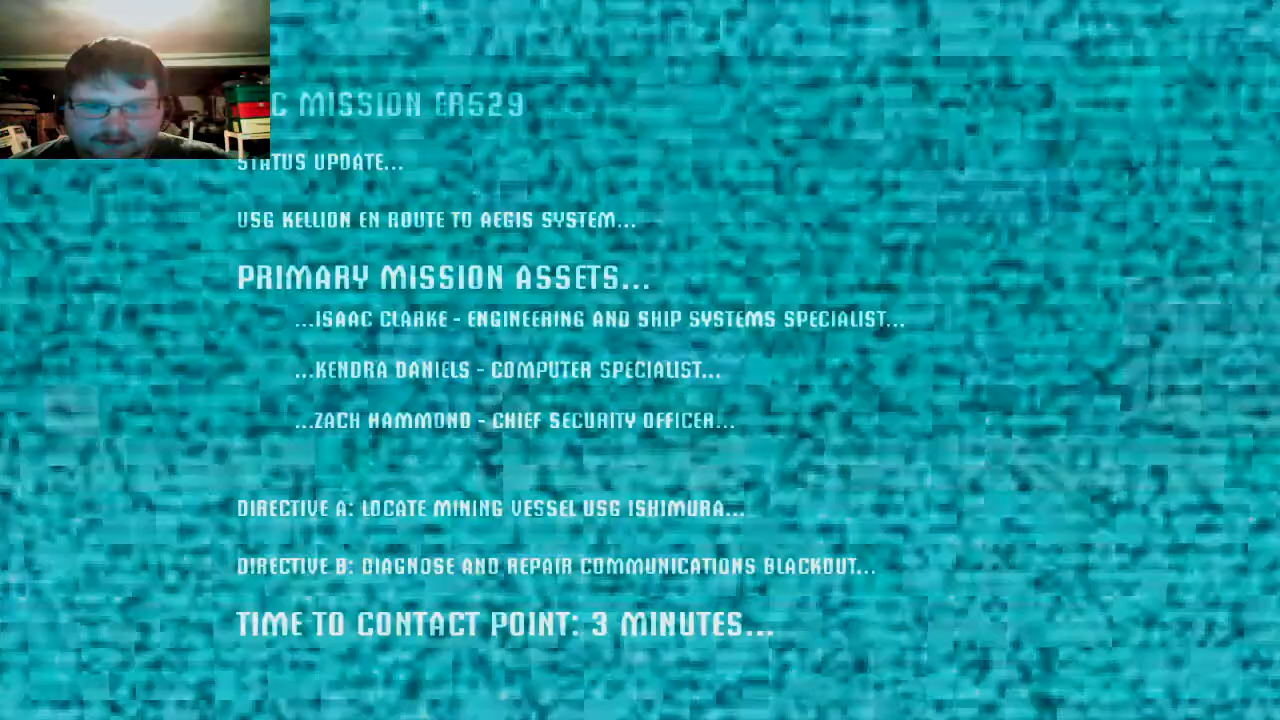 C MISSION ER529
STATUS UPDATE...
USG KELLION EN ROUTE TO AEGIS SYSTEM...
PRIMARY MISSION ASSETS...
...ISAAC CLARKE - ENGINEERING AND SHIP SYSTEMS SPECIALIST...
...KENDRA DANIELS - COMPUTER SPECIALIST...
...ZACH HAMMOND - CHIEF SECURITY OFFICER...
DIRECTIVE A: LOCATE MINING VESSEL USG ISHIMURA...
DIRECTIVE B: DIAGNOSE AND REPAIR COMMUNICATIONS BLACKOUT...
TIME TO CONTACT POINT: 3 MINUTES...